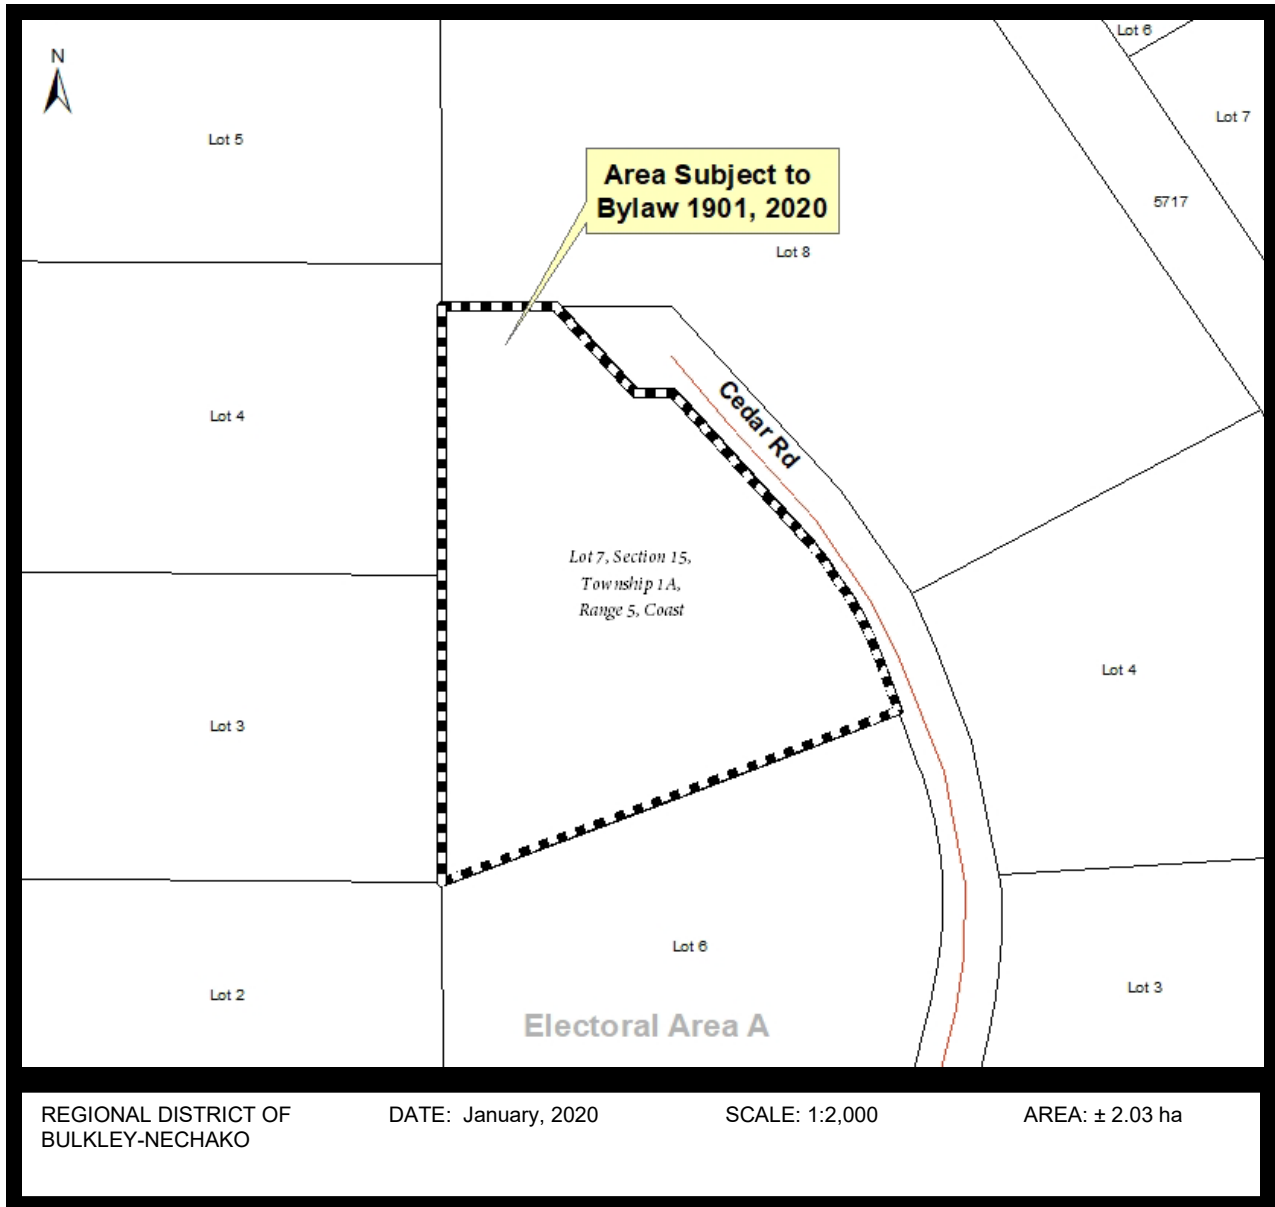 Lot 6
N
Lot 7
Lot 5
Area Subject to
Bylaw 1901, 2020
5717
Lot 8
Lot 4
Cedar Rd
Lot 7, Section 15,
Township 1A,
Range 5, Coast
Lot 4
Lot 3
Lot 6
Lot 3
Lot 2
Electoral Area A
REGIONAL DISTRICT OF
BULKLEY-NECHAKO
DATE: January, 2020
SCALE: 1:2,000
AREA: ± 2.03 ha